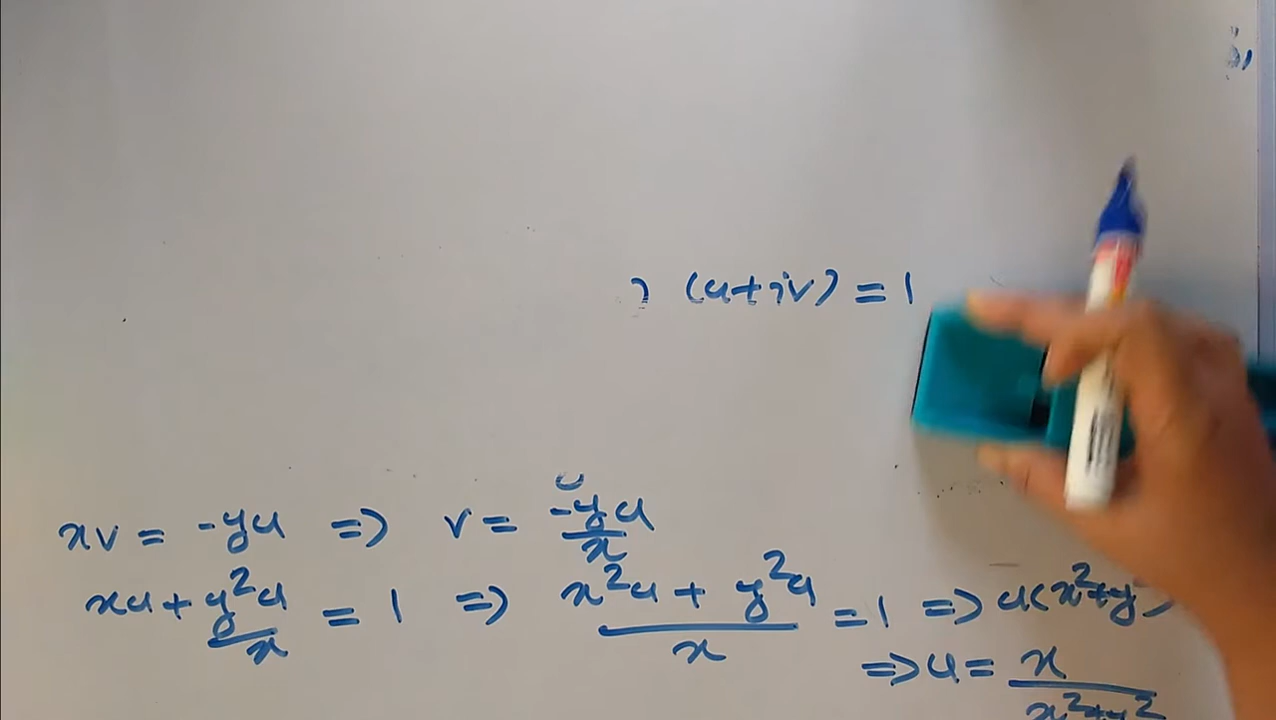 ) (u+iv) = 1
xv = -yu => v = -yu/x
xu + y²u/x = 1 => x²u + y²u/x = 1 => u(x²+y²)
=> u = x/x²+y²